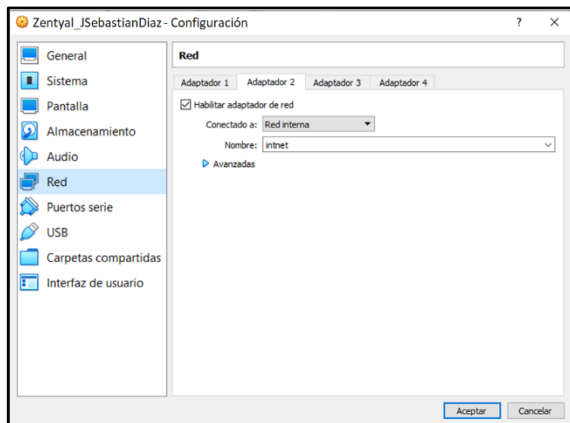 Zentyal_JSebastianDiaz - Configuración
General
Sistema
Pantalla
Almacenamiento
Audio
Red
Puertos serie
USB
Carpetas compartidas
Interfaz de usuario
Red
Adaptador 1 Adaptador 2 Adaptador 3 Adaptador 4
Habilitar adaptador de red
Conectado a: Red interna
Nombre: intnet
Avanzadas
Aceptar Cancelar